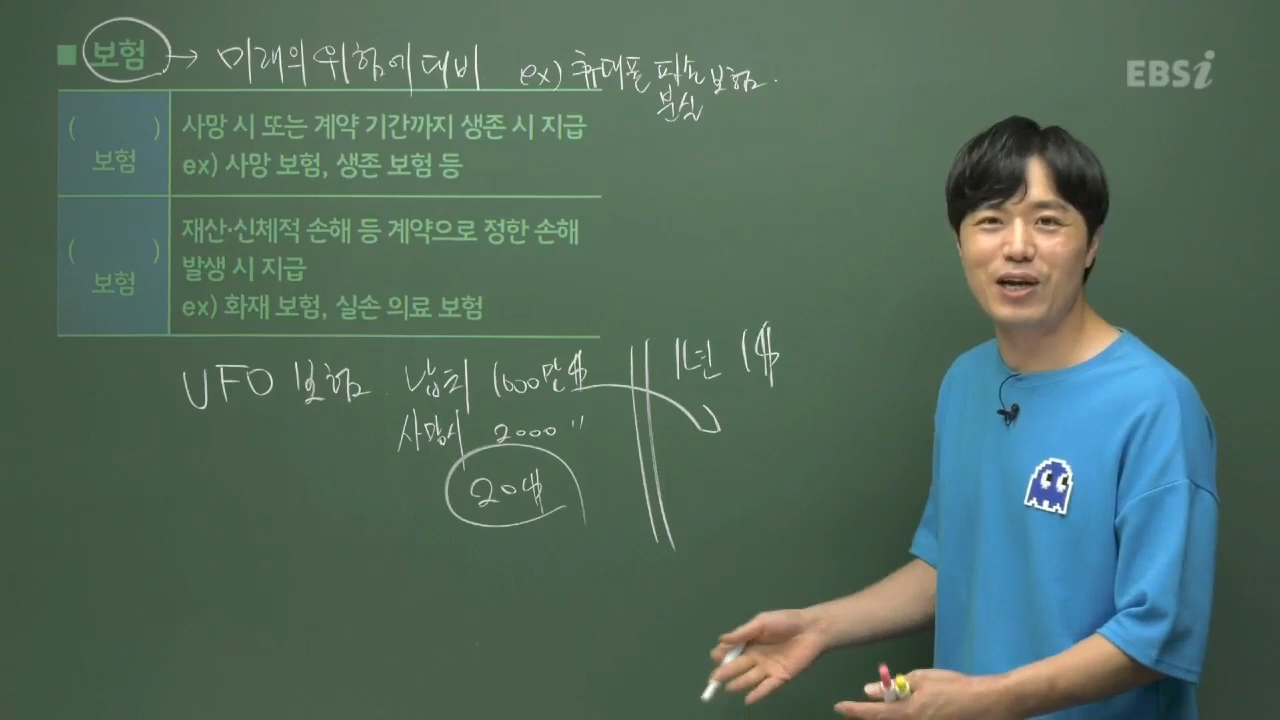 ■ 보험 → 미래의 위험에 대비 ex) 휴대폰 파손 보험.
분실
EBSi
( ) 보험
사망 시 또는 계약 기간까지 생존 시 지급
ex) 사망 보험, 생존 보험 등
( ) 보험
재산·신체적 손해 등 계약으로 정한 손해
발생 시 지급
ex) 화재 보험, 실손 의료 보험
UFO 보험 납치 1000만$ 1년 1$
사망시 2000 〃
20$